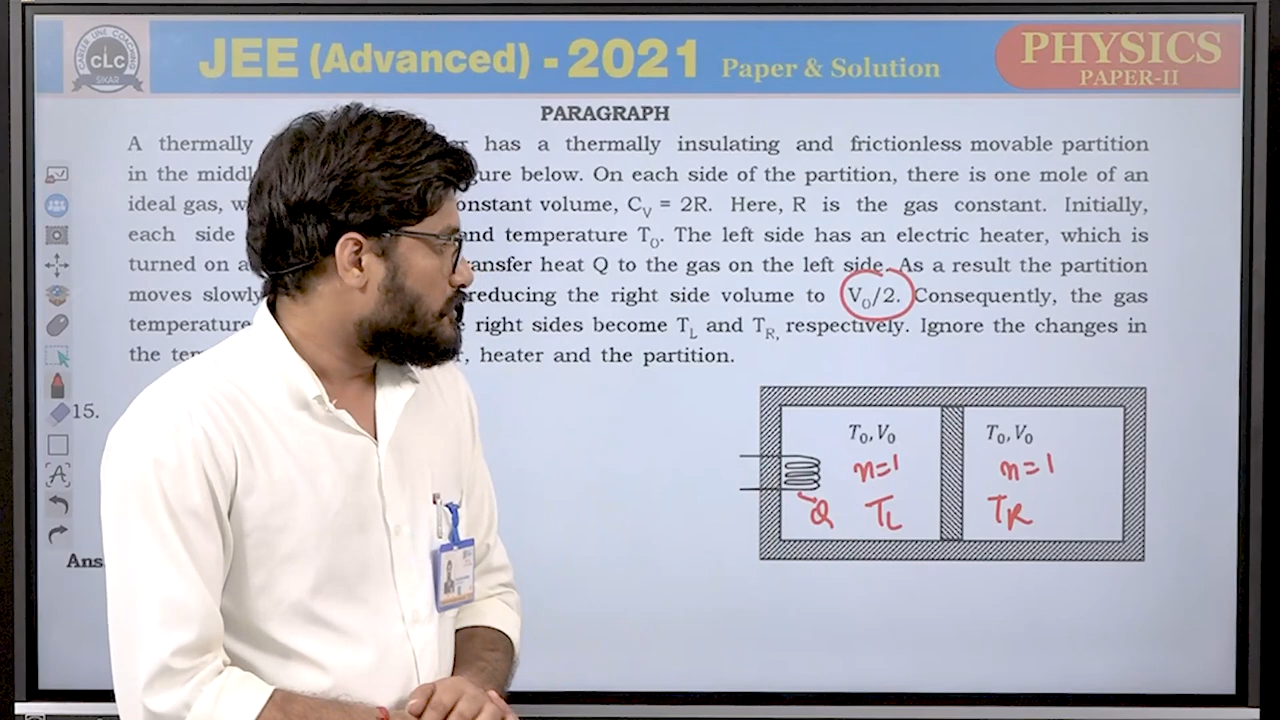 CAREER LINE COACHING
CLC
SIKAR
JEE (Advanced) - 2021 Paper & Solution
PHYSICS
PAPER-II
PARAGRAPH
A thermally has a thermally insulating and frictionless movable partition
in the below. On each side of the partition, there is one mole of an
ideal gas, volume, C_V = 2R. Here, R is the gas constant. Initially,
each side and temperature T_0. The left side has an electric heater, which is
turned on heat Q to the gas on the left side. As a result the partition
moves slowly reducing the right side volume to V_0/2. Consequently, the gas
temperature right sides become T_L and T_R, respectively. Ignore the changes in
the heater and the partition.
15.
T_0, V_0 T_0, V_0
n=1 n=1
Q T_L T_R
Ans